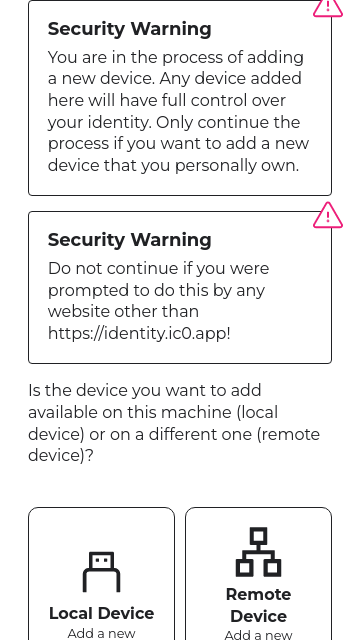 Security Warning
You are in the process of adding
a new device. Any device added
here will have full control over
your identity. Only continue the
process if you want to add a new
device that you personally own.
Security Warning
Do not continue if you were
prompted to do this by any
website other than
https://identity.ic0.app!
Is the device you want to add
available on this machine (local
device) or on a different one (remote
device)?
Local Device
Add a new
Remote
Device
Add a new